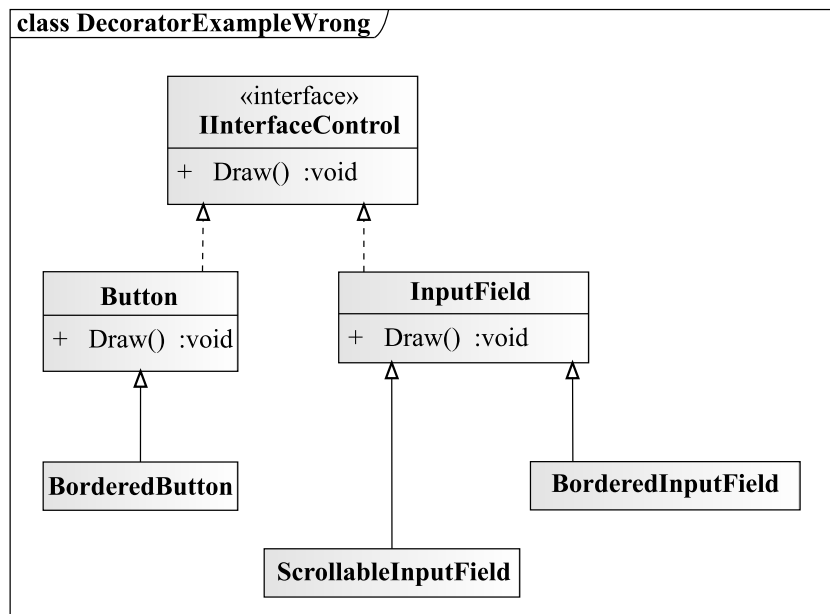 class DecoratorExampleWrong
«interface»
IInterfaceControl
+ Draw() :void
Button
+ Draw() :void
InputField
+ Draw() :void
BorderedButton
BorderedInputField
ScrollableInputField